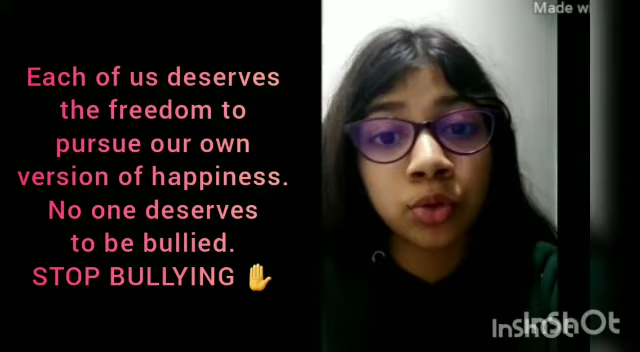 Made w
Each of us deserves
the freedom to
pursue our own
version of happiness.
No one deserves
to be bullied.
STOP BULLYING ✋
InShOt